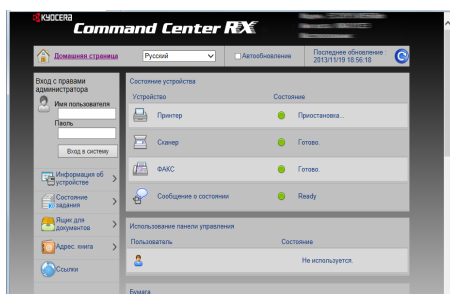 KYOCERA
Command Center RX
Домашняя страница
Русский
Автообновление
Последнее обновление :
2013/11/19 18:56:18
Вход с правами
администратора
Имя пользователя
Пароль
Вход в систему
Информация об
устройстве
Состояние
задания
Ящик для
документов
Адрес. книга
Ссылки
Состояние устройства
Устройство
Состояние
Принтер
Приостановка...
Сканер
Готово.
ФАКС
Готово.
Сообщение о состоянии
Ready
Использование панели управления
Пользователь
Состояние
Не используется.
Бумага